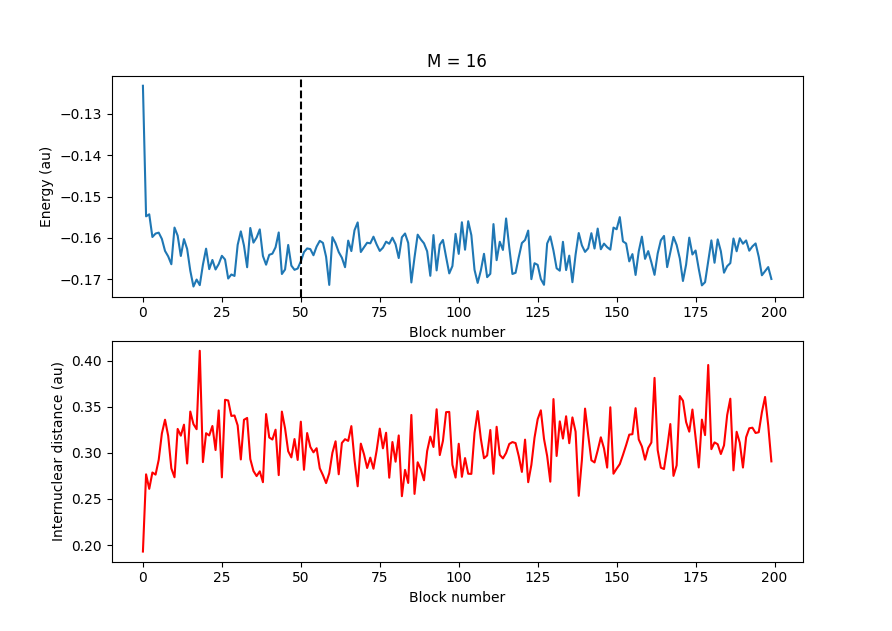 M = 16
Energy (au)
−0.13
−0.14
−0.15
−0.16
−0.17
0 25 50 75 100 125 150 175 200
Block number
Internuclear distance (au)
0.40
0.35
0.30
0.25
0.20
0 25 50 75 100 125 150 175 200
Block number